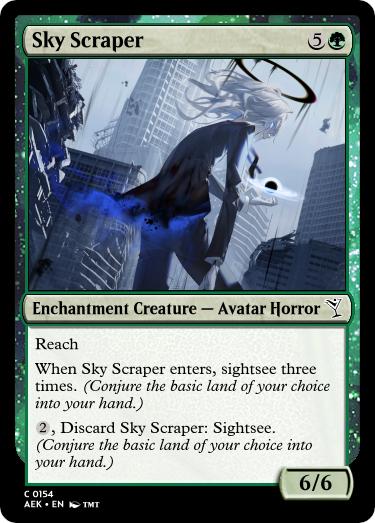 Sky Scraper 5
Enchantment Creature — Avatar Horror
Reach
When Sky Scraper enters, sightsee three
times. (Conjure the basic land of your choice
into your hand.)
2, Discard Sky Scraper: Sightsee.
(Conjure the basic land of your choice into
your hand.)
6/6
C 0154
AEK • EN TMT